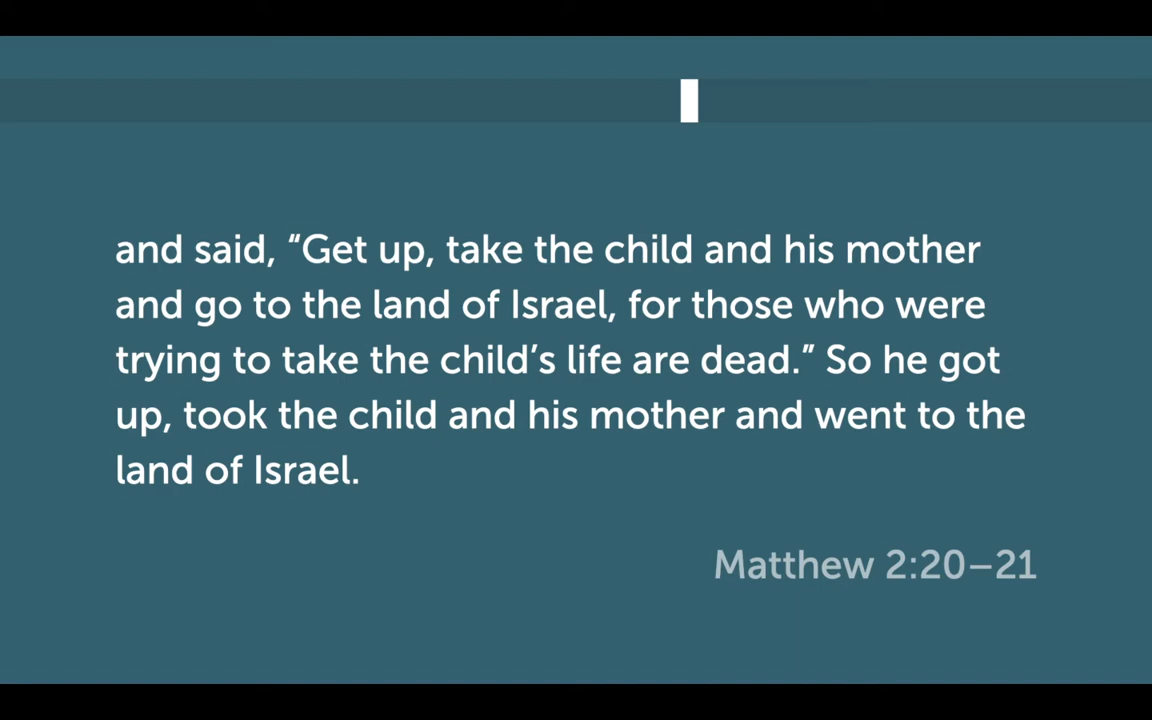 and said, “Get up, take the child and his mother
and go to the land of Israel, for those who were
trying to take the child’s life are dead.” So he got
up, took the child and his mother and went to the
land of Israel.
Matthew 2:20–21